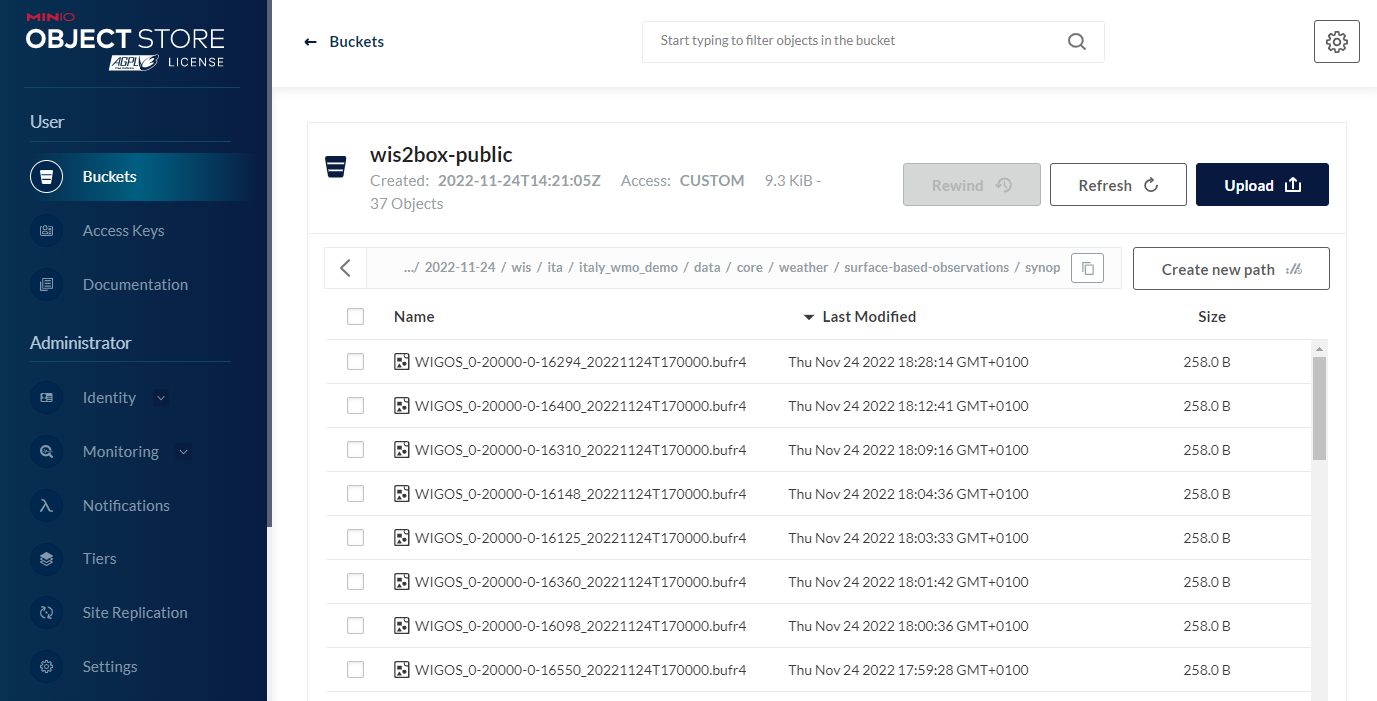 MINIO
OBJECT STORE
AGPL LICENSE
User
Buckets
Access Keys
Documentation
Administrator
Identity
Monitoring
Notifications
Tiers
Site Replication
Settings
← Buckets
Start typing to filter objects in the bucket
wis2box-public
Created: 2022-11-24T14:21:05Z Access: CUSTOM 9.3 KiB -
37 Objects
Rewind Refresh Upload
.../ 2022-11-24 / wis / ita / italy_wmo_demo / data / core / weather / surface-based-observations / synop
Create new path
Name Last Modified Size
WIGOS_0-20000-0-16294_20221124T170000.bufr4 Thu Nov 24 2022 18:28:14 GMT+0100 258.0 B
WIGOS_0-20000-0-16400_20221124T170000.bufr4 Thu Nov 24 2022 18:12:41 GMT+0100 258.0 B
WIGOS_0-20000-0-16310_20221124T170000.bufr4 Thu Nov 24 2022 18:09:16 GMT+0100 258.0 B
WIGOS_0-20000-0-16148_20221124T170000.bufr4 Thu Nov 24 2022 18:04:36 GMT+0100 258.0 B
WIGOS_0-20000-0-16125_20221124T170000.bufr4 Thu Nov 24 2022 18:03:33 GMT+0100 258.0 B
WIGOS_0-20000-0-16360_20221124T170000.bufr4 Thu Nov 24 2022 18:01:42 GMT+0100 258.0 B
WIGOS_0-20000-0-16098_20221124T170000.bufr4 Thu Nov 24 2022 18:00:36 GMT+0100 258.0 B
WIGOS_0-20000-0-16550_20221124T170000.bufr4 Thu Nov 24 2022 17:59:28 GMT+0100 258.0 B